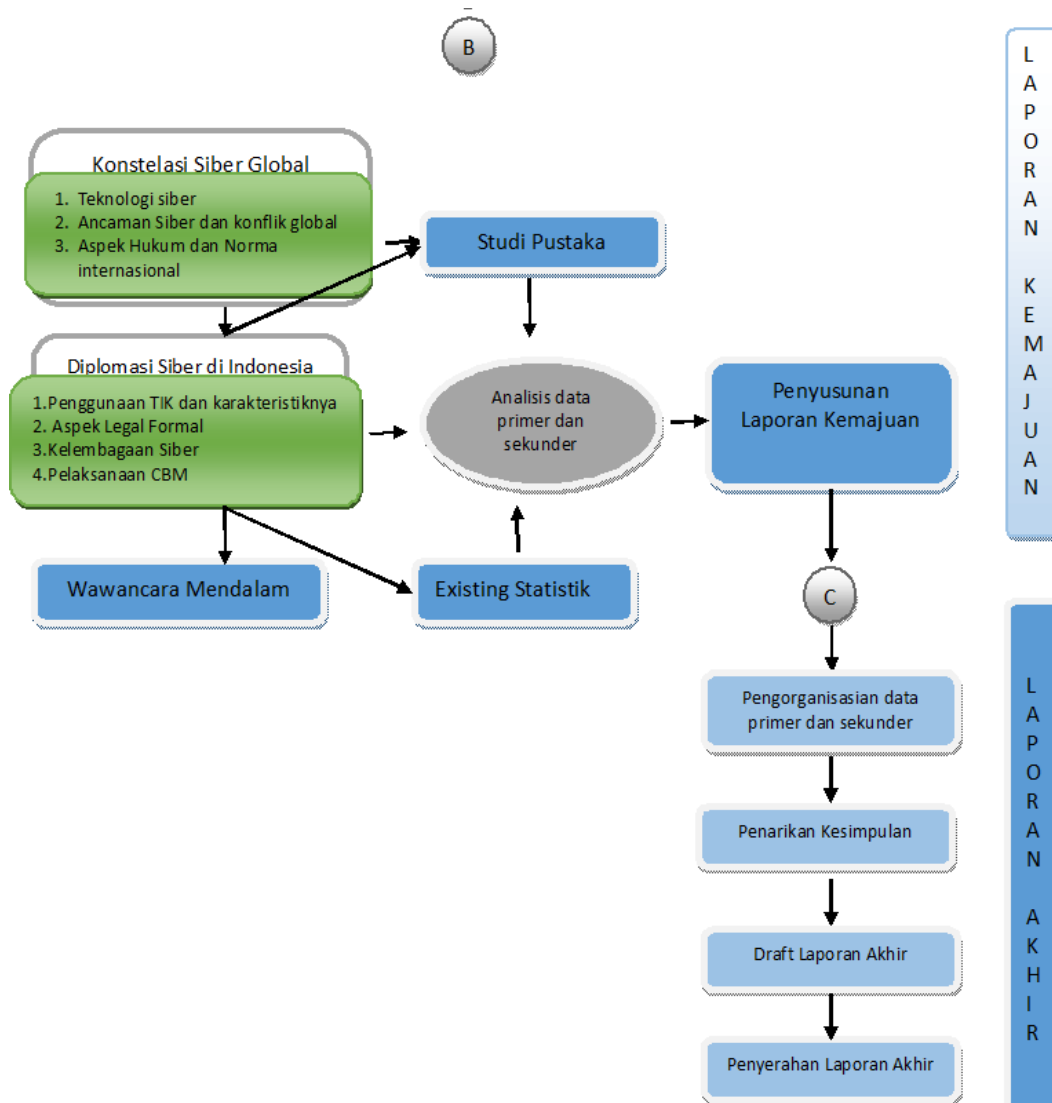 B
Konstelasi Siber Global
1. Teknologi siber
2. Ancaman Siber dan konflik global
3. Aspek Hukum dan Norma
internasional
Studi Pustaka
Diplomasi Siber di Indonesia
1.Penggunaan TIK dan karakteristiknya
2. Aspek Legal Formal
3.Kelembagaan Siber
4.Pelaksanaan CBM
Analisis data
primer dan
sekunder
Penyusunan
Laporan Kemajuan
Wawancara Mendalam
Existing Statistik
C
Pengorganisasian data
primer dan sekunder
Penarikan Kesimpulan
Draft Laporan Akhir
Penyerahan Laporan Akhir
L
A
P
O
R
A
N
K
E
M
A
J
U
A
N
L
A
P
O
R
A
N
A
K
H
I
R